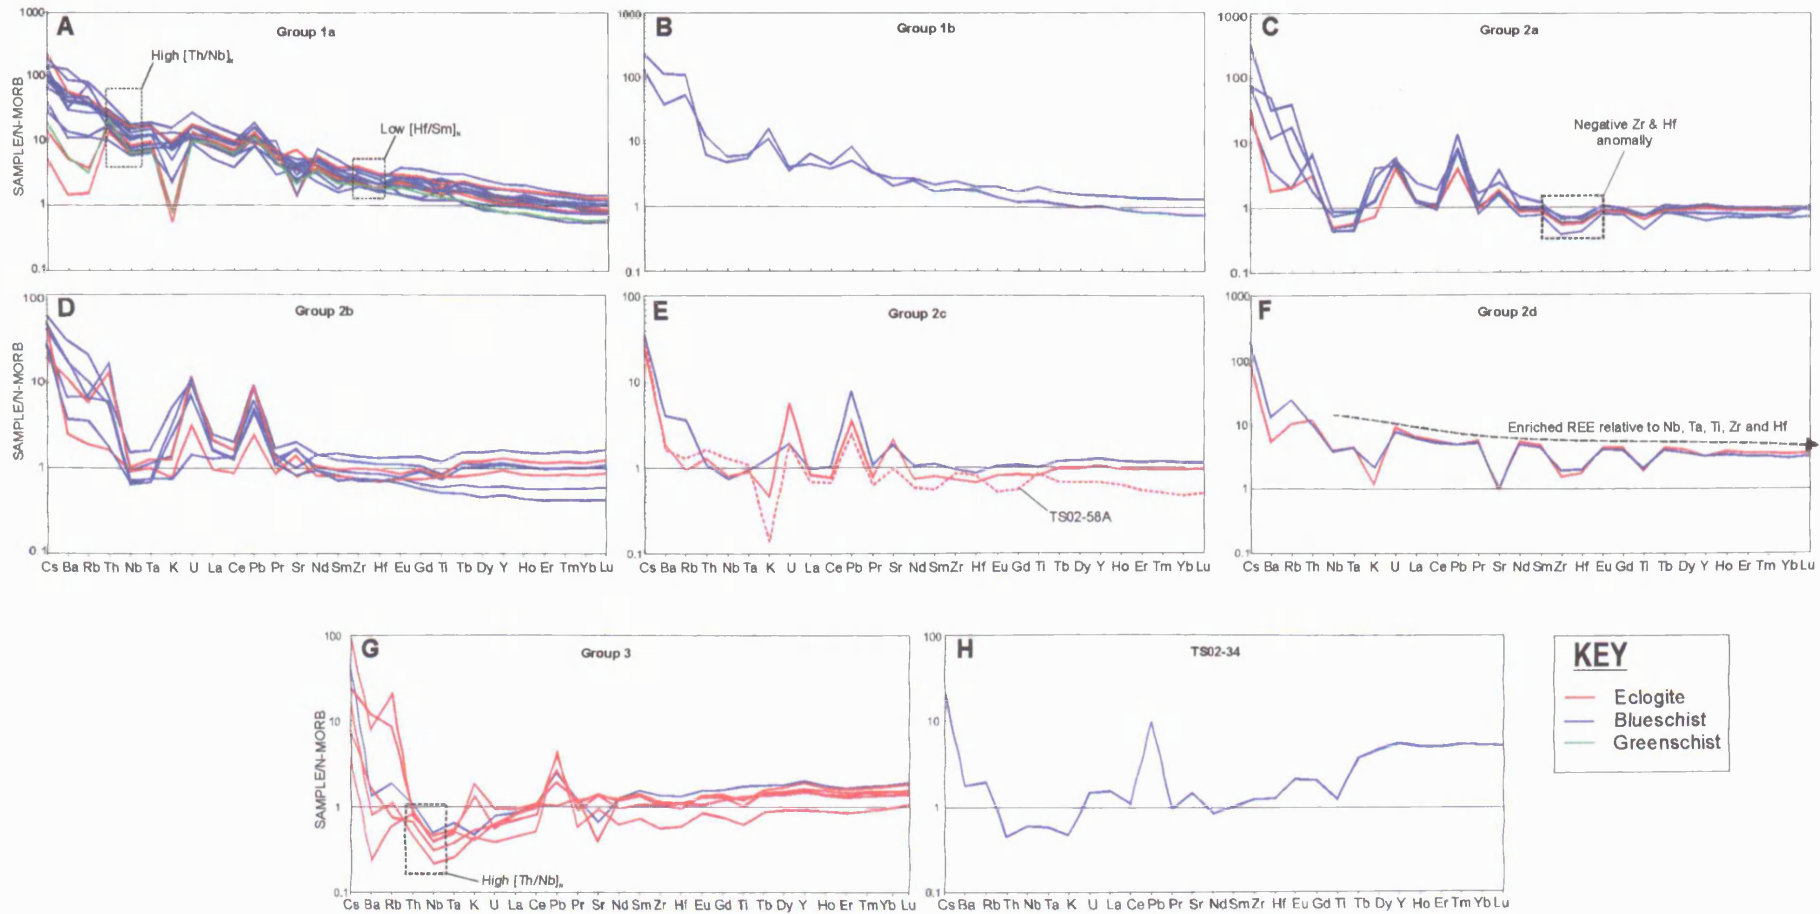 A
Group 1a
High [Th/Nb]N
Low [Hf/Sm]N
SAMPLE/N-MORB
1000
100
10
1
0.1
B
Group 1b
1000
100
10
1
0.1
C
Group 2a
Negative Zr & Hf
anomaly
1000
100
10
1
0.1
D
Group 2b
SAMPLE/N-MORB
100
10
1
0.1
Cs Ba Rb Th Nb Ta K U La Ce Pb Pr Sr Nd Sm Zr Hf Eu Gd Ti Tb Dy Y Ho Er Tm Yb Lu
E
Group 2c
TS02-58A
100
10
1
0.1
Cs Ba Rb Th Nb Ta K U La Ce Pb Pr Sr Nd Sm Zr Hf Eu Gd Ti Tb Dy Y Ho Er Tm Yb Lu
F
Group 2d
Enriched REE relative to Nb, Ta, Ti, Zr and Hf
1000
100
10
1
0.1
Cs Ba Rb Th Nb Ta K U La Ce Pb Pr Sr Nd Sm Zr Hf Eu Gd Ti Tb Dy Y Ho Er Tm Yb Lu
G
Group 3
High [Th/Nb]N
SAMPLE/N-MORB
100
10
1
0.1
Cs Ba Rb Th Nb Ta K U La Ce Pb Pr Sr Nd Sm Zr Hf Eu Gd Ti Tb Dy Y Ho Er Tm Yb Lu
H
TS02-34
100
10
1
0.1
Cs Ba Rb Th Nb Ta K U La Ce Pb Pr Sr Nd Sm Zr Hf Eu Gd Ti Tb Dy Y Ho Er Tm Yb Lu
KEY
Eclogite
Blueschist
Greenschist